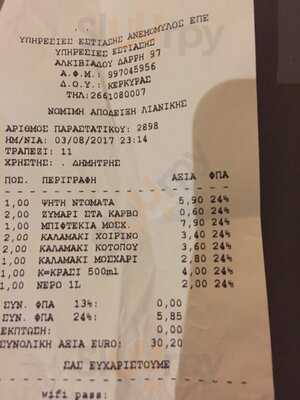 ΥΠΗΡΕΣΙΕΣ ΕΣΤΙΑΣΗΣ ΑΝΕΜΟΜΥΛΟΣ ΕΠΕ
ΥΠΗΡΕΣΙΕΣ ΕΣΤΙΑΣΗΣ
ΑΛΚΙΒΙΑΔΟΥ ΔΑΡΡΗ 97
Α.Φ.Μ.: 997045956
Δ.Ο.Υ.: ΚΕΡΚΥΡΑΣ
ΤΗΛ:2661080007
ΝΟΜΙΜΗ ΑΠΟΔΕΙΞΗ ΛΙΑΝΙΚΗΣ
ΑΡΙΘΜΟΣ ΠΑΡΑΣΤΑΤΙΚΟΥ: 2898
ΗΜ/ΝΙΑ: 03/08/2017 23:14
ΤΡΑΠΕΖΙ: 11
ΧΡΗΣΤΗΣ: . ΔΗΜΗΤΡΗΣ
ΠΟΣ. ΠΕΡΙΓΡΑΦΗ ΑΞΙΑ ΦΠΑ
1,00 ΨΗΤΗ ΝΤΟΜΑΤΑ 5,90 24%
2,00 ΖΥΜΑΡΙ ΣΤΑ ΚΑΡΒΟ 0,60 24%
1,00 ΜΠΙΦΤΕΚΙΑ ΜΟΣΧ. 7,90 24%
2,00 ΚΑΛΑΜΑΚΙ ΧΟΙΡΙΝΟ 3,40 24%
2,00 ΚΑΛΑΜΑΚΙ ΚΟΤΟΠΟΥ 3,60 24%
1,00 ΚΑΛΑΜΑΚΙ ΜΟΣΧΑΡΙ 2,80 24%
1,00 Κ=ΚΡΑΣΙ 500ml 4,00 24%
1,00 ΝΕΡΟ 1L 2,00 24%
ΣΥΝ. ΦΠΑ 13%: 0,00
ΣΥΝ. ΦΠΑ 24%: 5,85
ΕΚΠΤΩΣΗ: 0,00
ΣΥΝΟΛΙΚΗ ΑΞΙΑ EURO: 30,20
ΣΑΣ ΕΥΧΑΡΙΣΤΟΥΜΕ
wifi pass: